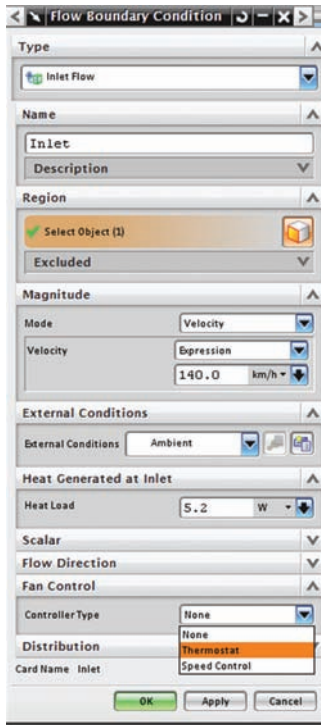 Flow Boundary Condition
Type
Inlet Flow
Name
Inlet
Description
Region
Select Object (1)
Excluded
Magnitude
Mode Velocity
Velocity Expression
140.0 km/h
External Conditions
External Conditions Ambient
Heat Generated at Inlet
Heat Load 5.2 W
Scalar
Flow Direction
Fan Control
Controller Type None
None
Thermostat
Speed Control
Distribution
Card Name Inlet
OK Apply Cancel